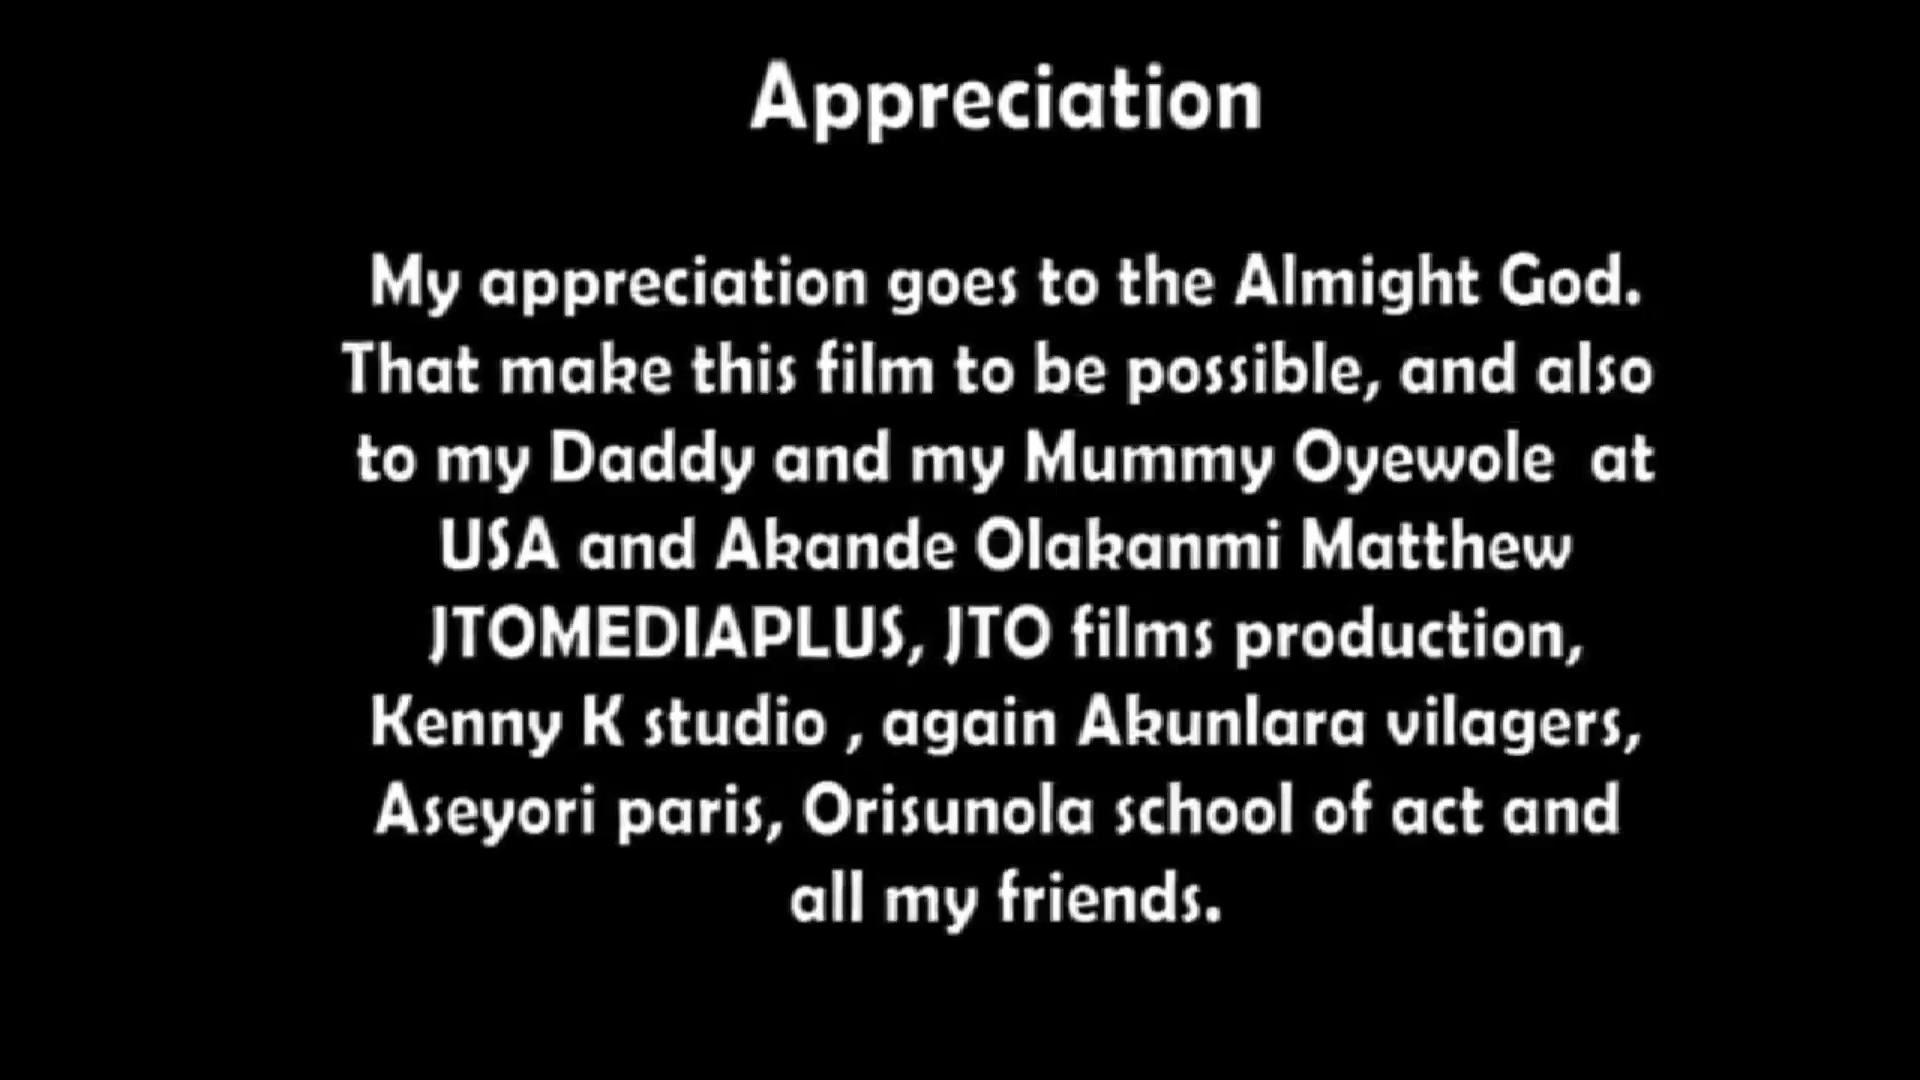 Appreciation
My appreciation goes to the Almight God.
That make this film to be possible, and also
to my Daddy and my Mummy Oyewole at
USA and Akande Olakanmi Matthew
JTOMEDIAPLUS, JTO films production,
Kenny K studio , again Akunlara vilagers,
Aseyori paris, Orisunola school of act and
all my friends.